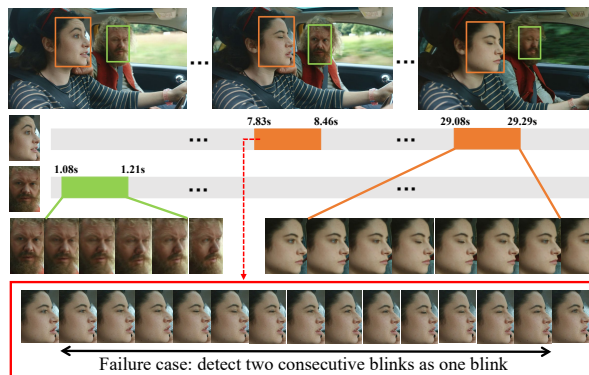 ... ...
7.83s 8.46s 29.08s 29.29s
... ...
1.08s 1.21s
... ...
Failure case: detect two consecutive blinks as one blink